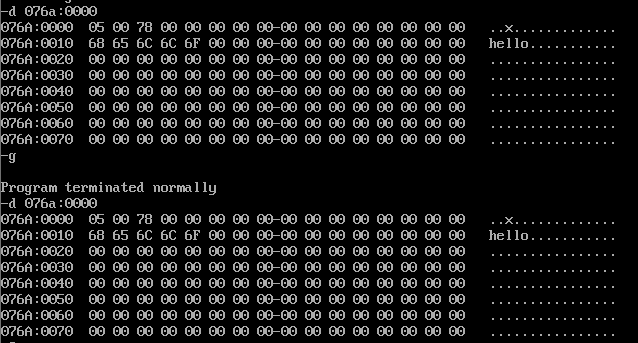 -d 076a:0000
076A:0000  05 00 78 00 00 00 00 00-00 00 00 00 00 00 00 00   ..x.............
076A:0010  68 65 6C 6C 6F 00 00 00-00 00 00 00 00 00 00 00   hello...........
076A:0020  00 00 00 00 00 00 00 00-00 00 00 00 00 00 00 00   ................
076A:0030  00 00 00 00 00 00 00 00-00 00 00 00 00 00 00 00   ................
076A:0040  00 00 00 00 00 00 00 00-00 00 00 00 00 00 00 00   ................
076A:0050  00 00 00 00 00 00 00 00-00 00 00 00 00 00 00 00   ................
076A:0060  00 00 00 00 00 00 00 00-00 00 00 00 00 00 00 00   ................
076A:0070  00 00 00 00 00 00 00 00-00 00 00 00 00 00 00 00   ................
-g
Program terminated normally
-d 076a:0000
076A:0000  05 00 78 00 00 00 00 00-00 00 00 00 00 00 00 00   ..x.............
076A:0010  68 65 6C 6C 6F 00 00 00-00 00 00 00 00 00 00 00   hello...........
076A:0020  00 00 00 00 00 00 00 00-00 00 00 00 00 00 00 00   ................
076A:0030  00 00 00 00 00 00 00 00-00 00 00 00 00 00 00 00   ................
076A:0040  00 00 00 00 00 00 00 00-00 00 00 00 00 00 00 00   ................
076A:0050  00 00 00 00 00 00 00 00-00 00 00 00 00 00 00 00   ................
076A:0060  00 00 00 00 00 00 00 00-00 00 00 00 00 00 00 00   ................
076A:0070  00 00 00 00 00 00 00 00-00 00 00 00 00 00 00 00   ................